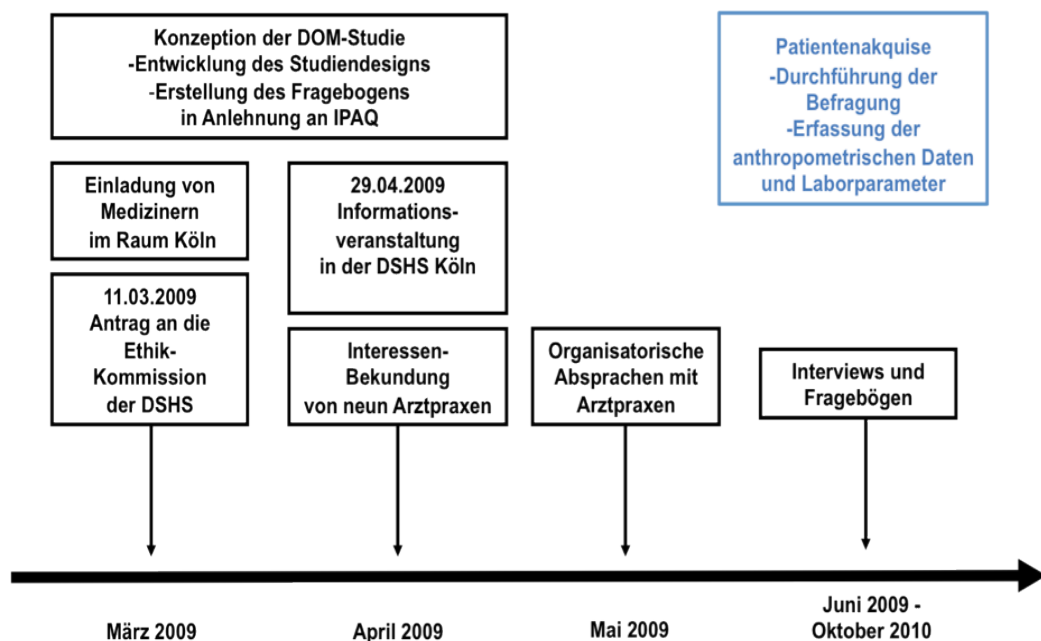 Konzeption der DOM-Studie
-Entwicklung des Studiendesigns
-Erstellung des Fragebogens
in Anlehnung an IPAQ
Patientenakquise
-Durchführung der
Befragung
-Erfassung der
anthropometrischen Daten
und Laborparameter
Einladung von
Medizinern
im Raum Köln
29.04.2009
Informations-
veranstaltung
in der DSHS Köln
11.03.2009
Antrag an die
Ethik-
Kommission
der DSHS
Interessen-
Bekundung
von neun Arztpraxen
Organisatorische
Absprachen mit
Arztpraxen
Interviews und
Fragebögen
März 2009
April 2009
Mai 2009
Juni 2009 -
Oktober 2010